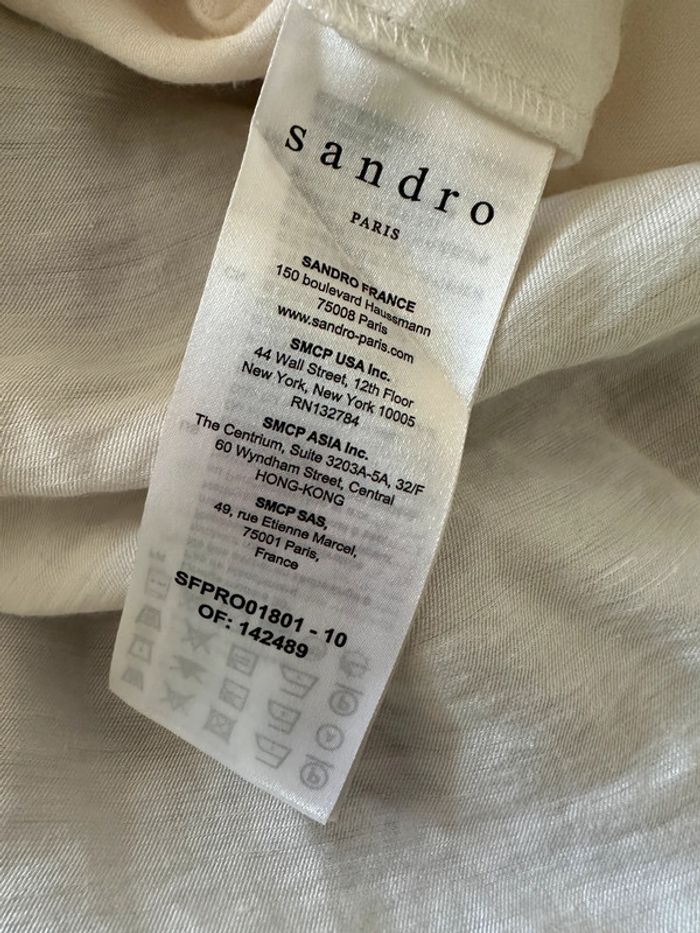 sandro
PARIS
SANDRO FRANCE
150 boulevard Haussmann
75008 Paris
www.sandro-paris.com
SMCP USA Inc.
44 Wall Street, 12th Floor
New York, New York 10005
RN132784
SMCP ASIA Inc.
The Centrium, Suite 3203A-5A, 32/F
60 Wyndham Street, Central
HONG-KONG
SMCP SAS,
49, rue Etienne Marcel,
75001 Paris,
France
SFPRO01801 - 10
OF: 142489